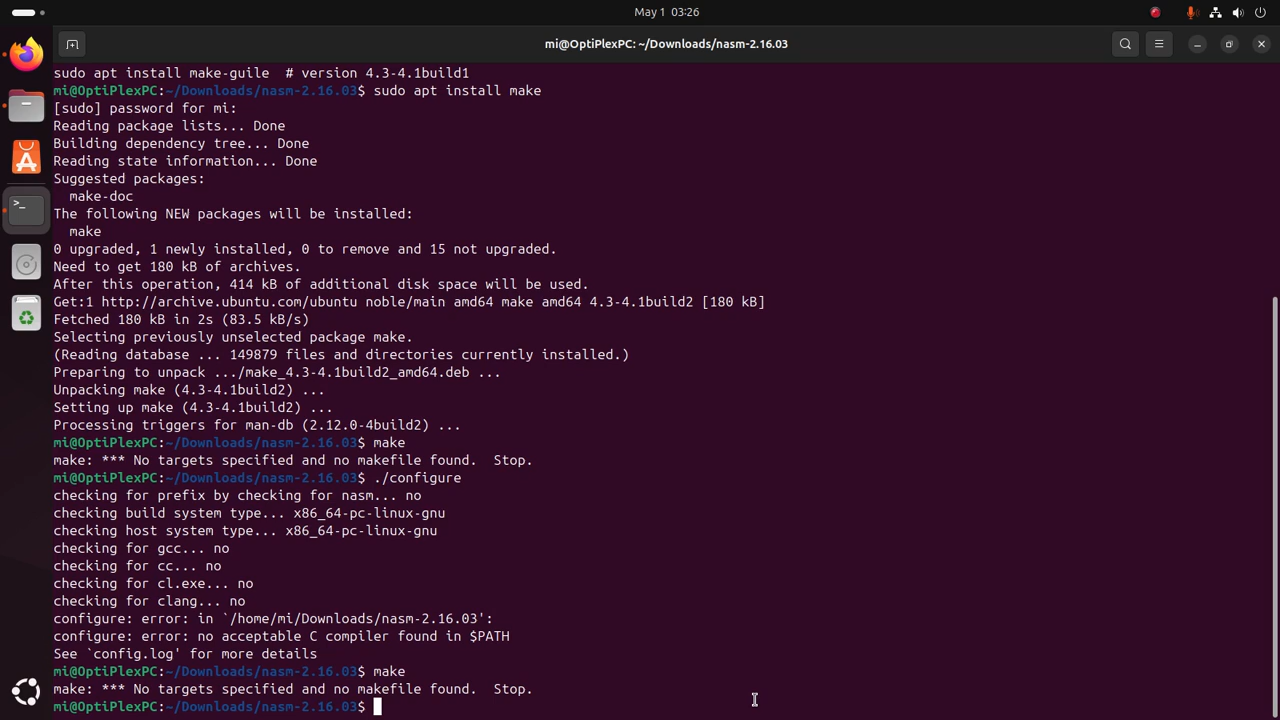 May 1 03:26
mi@OptiPlexPC: ~/Downloads/nasm-2.16.03
sudo apt install make-guile  # version 4.3-4.1build1
mi@OptiPlexPC:~/Downloads/nasm-2.16.03$ sudo apt install make
[sudo] password for mi:
Reading package lists... Done
Building dependency tree... Done
Reading state information... Done
Suggested packages:
  make-doc
The following NEW packages will be installed:
  make
0 upgraded, 1 newly installed, 0 to remove and 15 not upgraded.
Need to get 180 kB of archives.
After this operation, 414 kB of additional disk space will be used.
Get:1 http://archive.ubuntu.com/ubuntu noble/main amd64 make amd64 4.3-4.1build2 [180 kB]
Fetched 180 kB in 2s (83.5 kB/s)
Selecting previously unselected package make.
(Reading database ... 149879 files and directories currently installed.)
Preparing to unpack .../make_4.3-4.1build2_amd64.deb ...
Unpacking make (4.3-4.1build2) ...
Setting up make (4.3-4.1build2) ...
Processing triggers for man-db (2.12.0-4build2) ...
mi@OptiPlexPC:~/Downloads/nasm-2.16.03$ make
make: *** No targets specified and no makefile found.  Stop.
mi@OptiPlexPC:~/Downloads/nasm-2.16.03$ ./configure
checking for prefix by checking for nasm... no
checking build system type... x86_64-pc-linux-gnu
checking host system type... x86_64-pc-linux-gnu
checking for gcc... no
checking for cc... no
checking for cl.exe... no
checking for clang... no
configure: error: in `/home/mi/Downloads/nasm-2.16.03':
configure: error: no acceptable C compiler found in $PATH
See `config.log' for more details
mi@OptiPlexPC:~/Downloads/nasm-2.16.03$ make
make: *** No targets specified and no makefile found.  Stop.
mi@OptiPlexPC:~/Downloads/nasm-2.16.03$